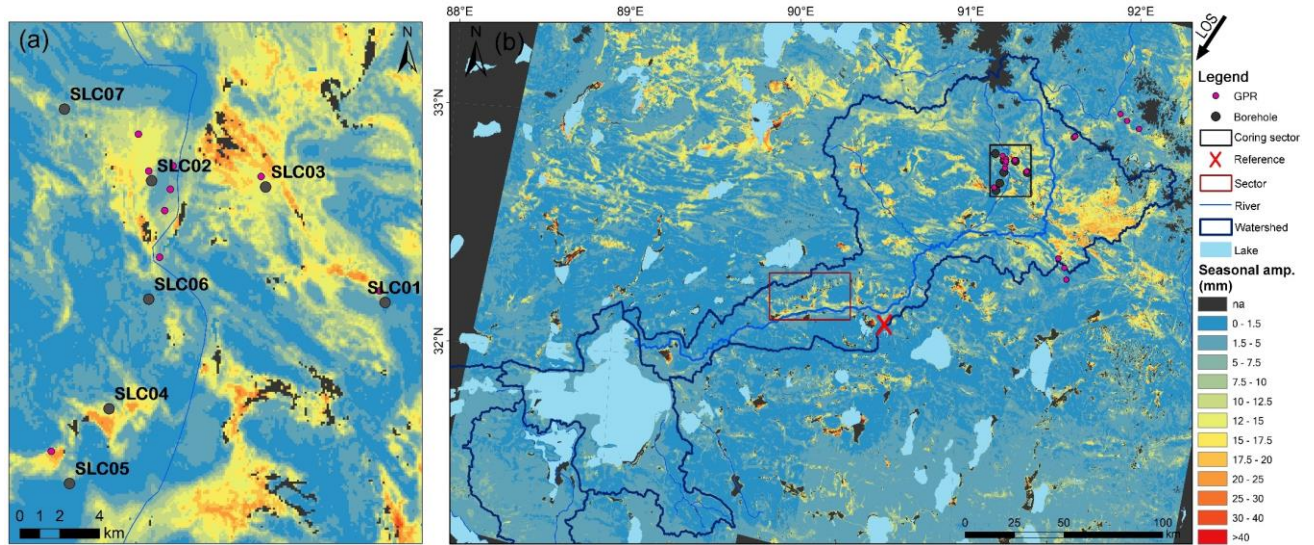 (a)
SLC07
SLC02
SLC03
SLC06
SLC01
SLC04
SLC05
0 1 2 4
km
88°E 89°E 90°E 91°E 92°E
(b)
33°N
32°N
0 25 50 100
km
LOS
Legend
GPR
Borehole
Coring sector
Reference
Sector
River
Watershed
Lake
Seasonal amp.
(mm)
na
0 - 1.5
1.5 - 5
5 - 7.5
7.5 - 10
10 - 12.5
12 - 15
15 - 17.5
17.5 - 20
20 - 25
25 - 30
30 - 40
>40